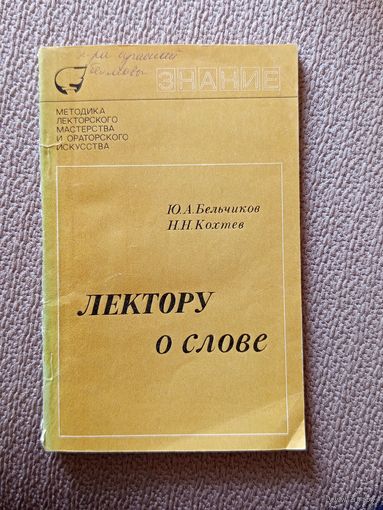 ЗНАНИЕ
МЕТОДИКА
ЛЕКТОРСКОГО
МАСТЕРСТВА
И ОРАТОРСКОГО
ИСКУССТВА
Ю.А.Бельчиков
Н.Н.Кохтев
ЛЕКТОРУ
О СЛОВЕ